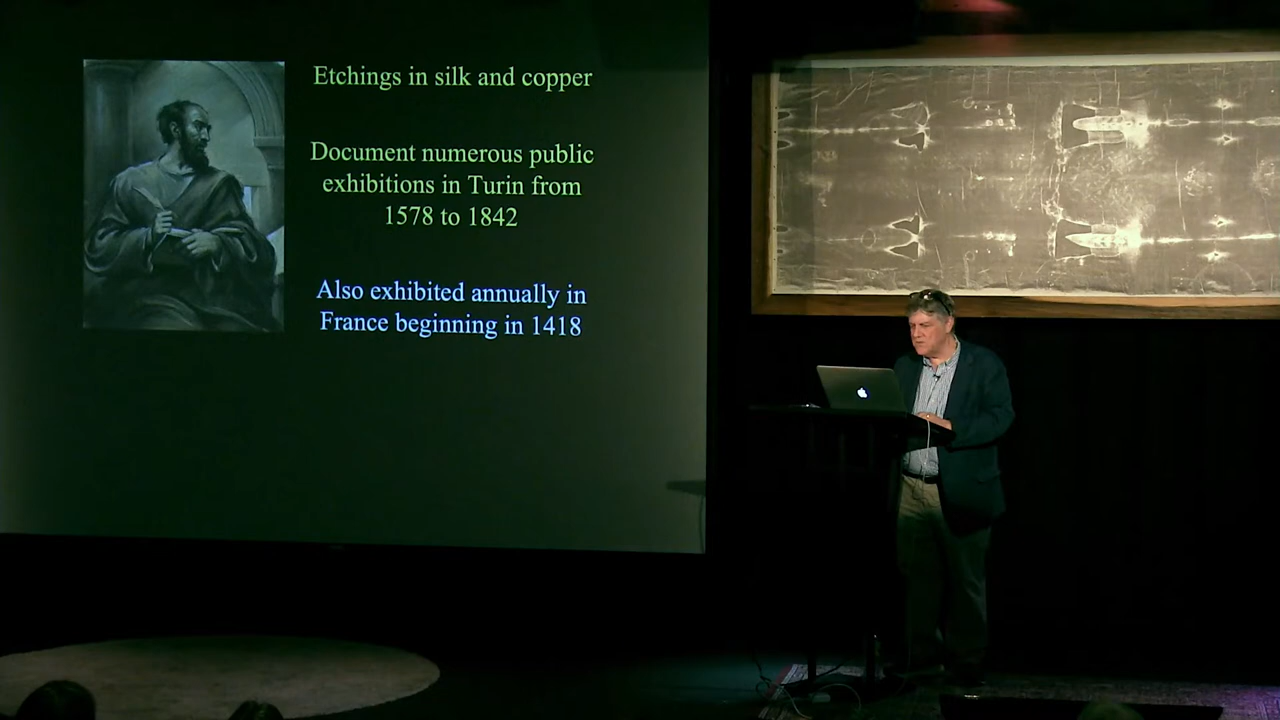 Etchings in silk and copper
Document numerous public
exhibitions in Turin from
1578 to 1842
Also exhibited annually in
France beginning in 1418